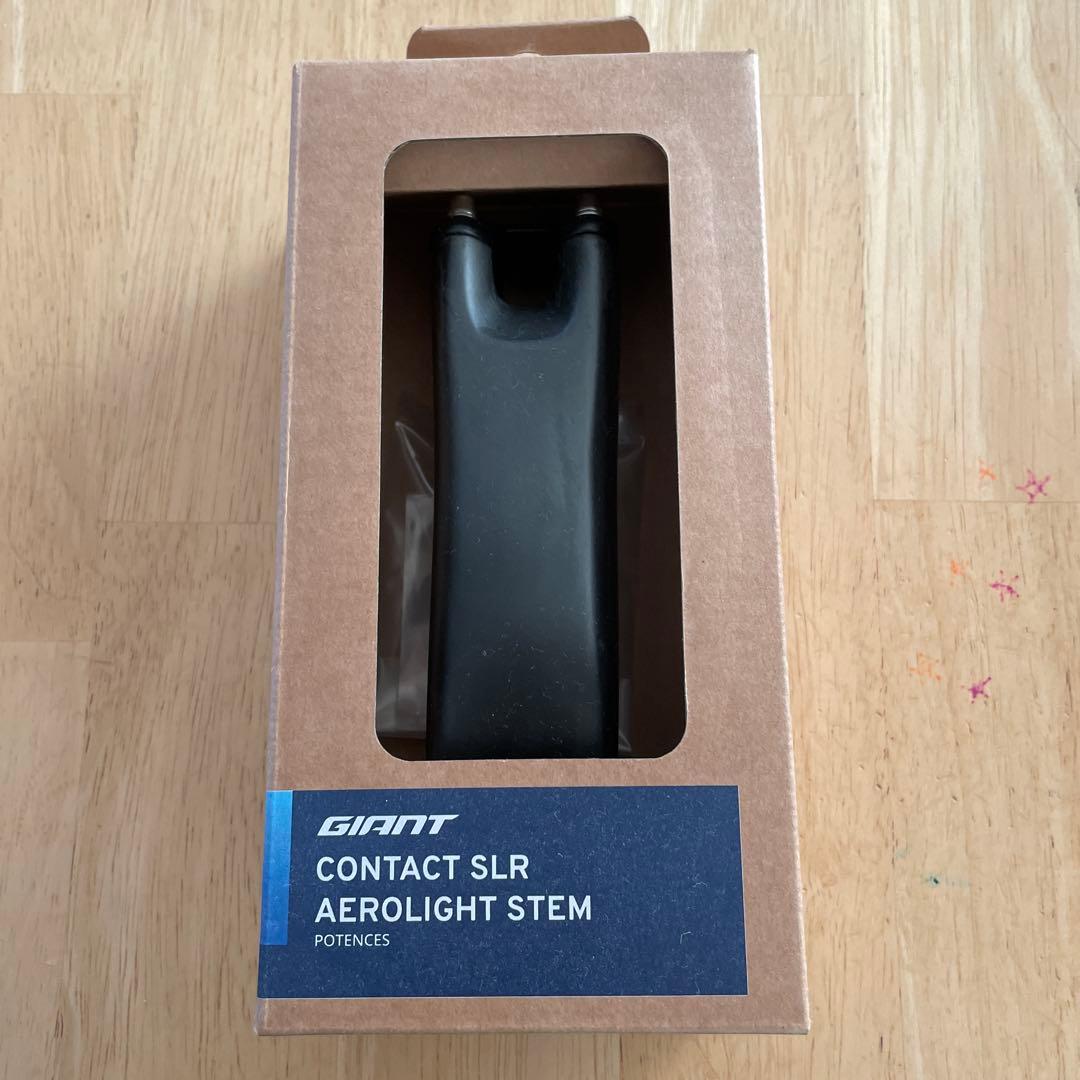 GIANT
CONTACT SLR
AEROLIGHT STEM
POTENCES